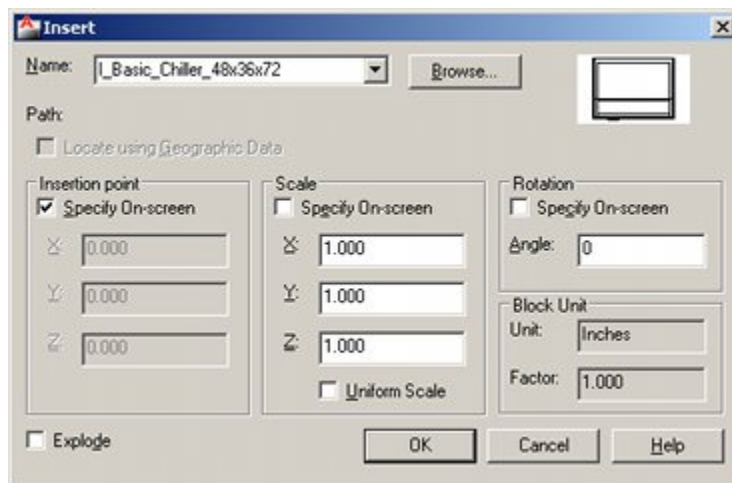 Insert
Name: I_Basic_Chiller_48x36x72 Browse...
Path:
Locate using Geographic Data
Insertion point
Specify On-screen
X: 0.000
Y: 0.000
Z: 0.000
Scale
Specify On-screen
X: 1.000
Y: 1.000
Z: 1.000
Uniform Scale
Rotation
Specify On-screen
Angle: 0
Block Unit
Unit: Inches
Factor: 1.000
Explode
OK Cancel Help